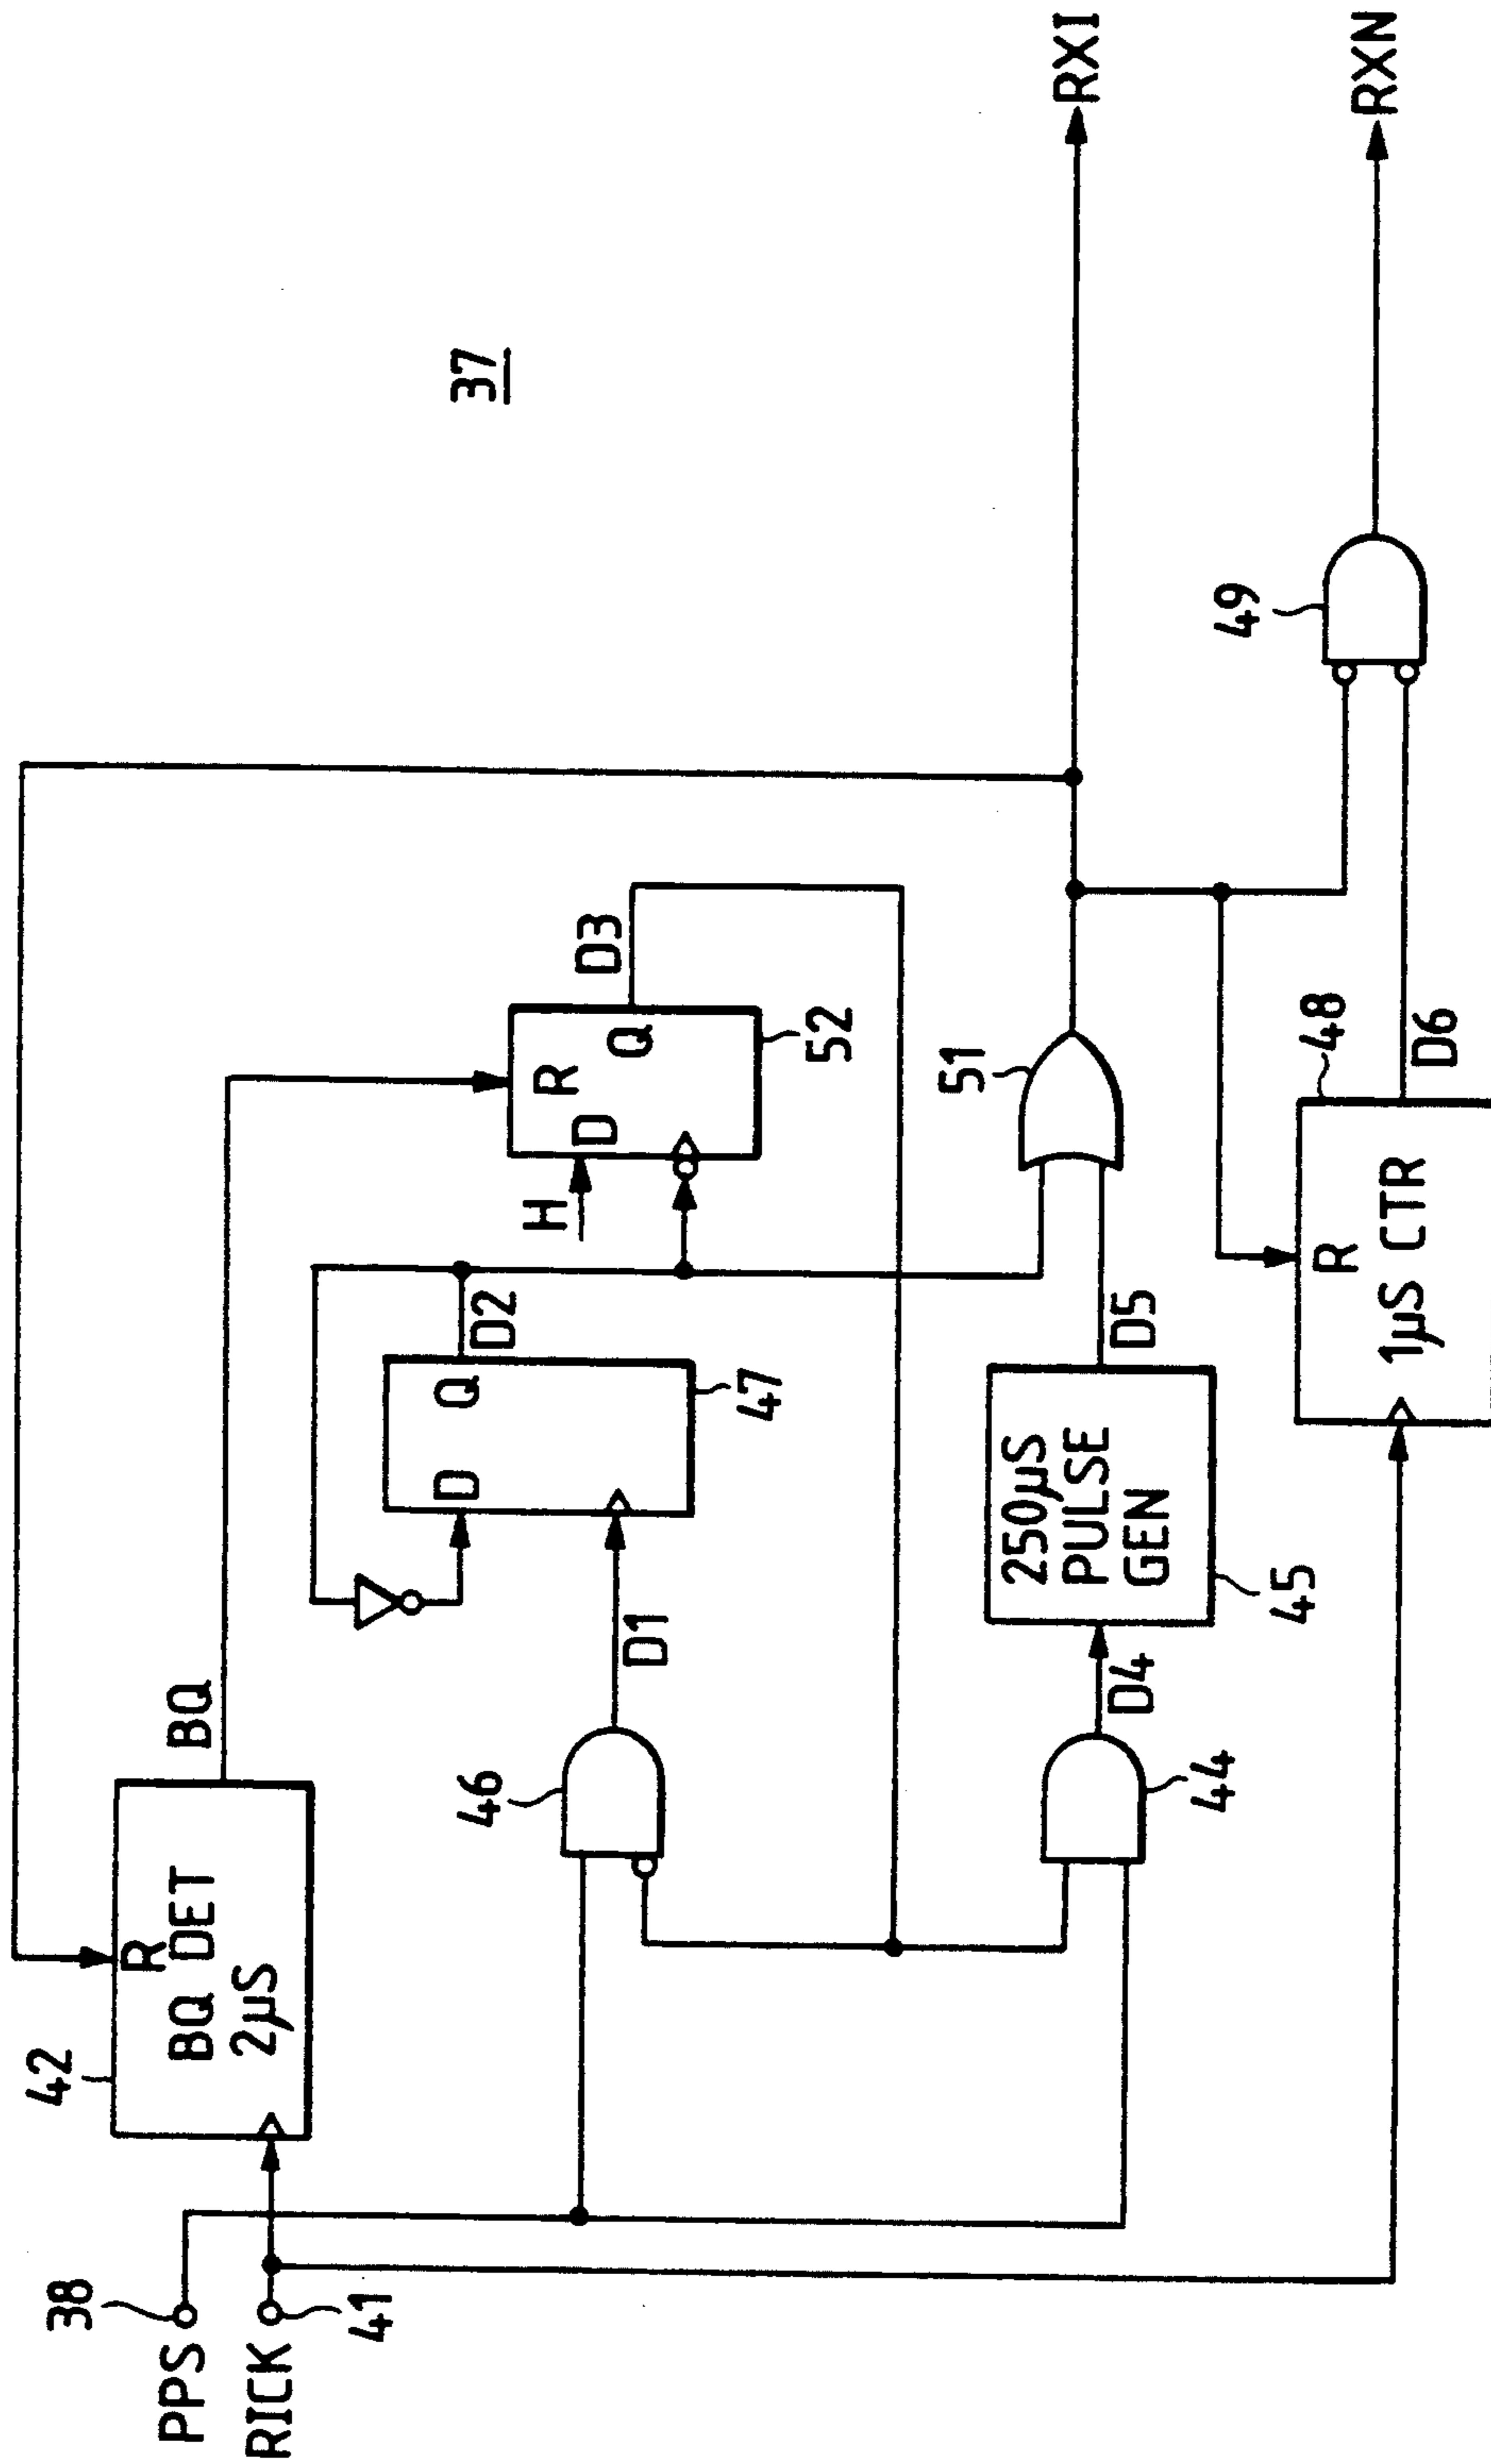 38
PPS
RICK
41
42
R
BQ DET
2µS
BQ
46
D1
44
D4
D
Q
47
D2
250µS
PULSE
GEN
45
D5
H
D
R
Q
52
D3
51
R
1µS CTR
48
D6
49
37
RXI
RXN